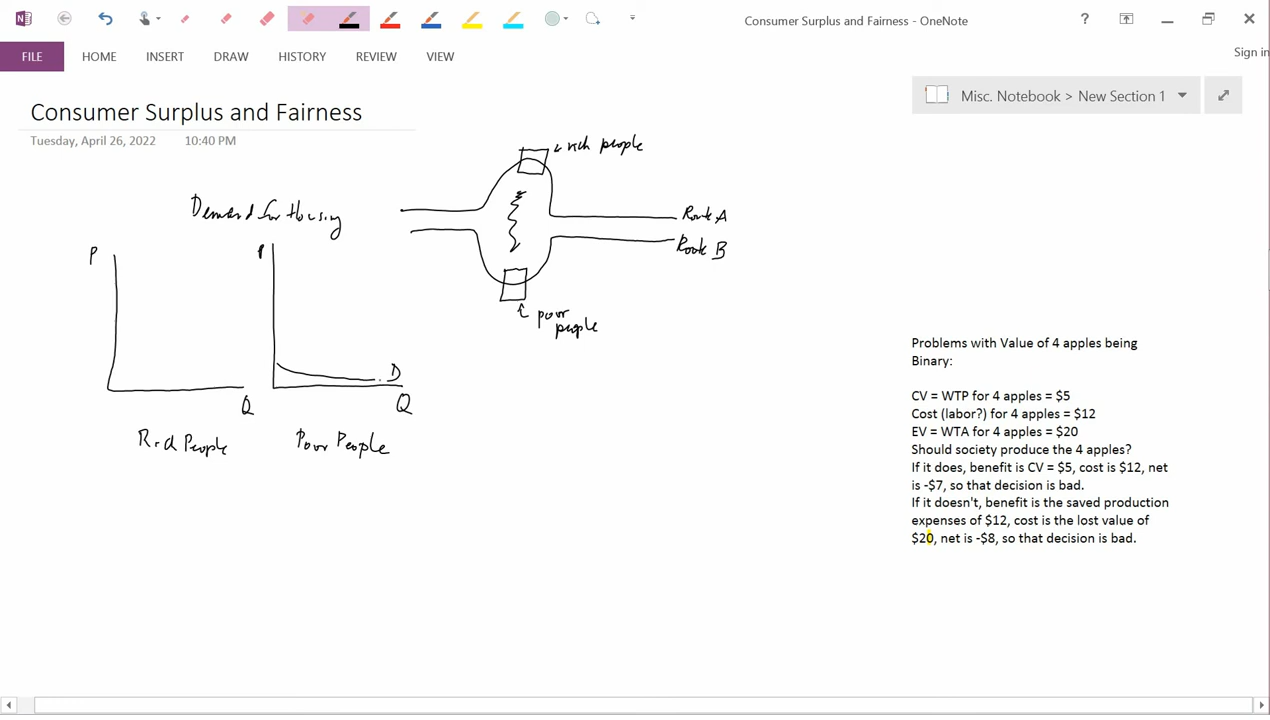 Consumer Surplus and Fairness - OneNote
?
Sign in
FILE HOME INSERT DRAW HISTORY REVIEW VIEW
Misc. Notebook > New Section 1
Consumer Surplus and Fairness
Tuesday, April 26, 2022 10:40 PM
rich people
Demand for Housing
Route A
Route B
P
P
poor
people
D
Q
Q
People
Poor People
Problems with Value of 4 apples being
Binary:
CV = WTP for 4 apples = $5
Cost (labor?) for 4 apples = $12
EV = WTA for 4 apples = $20
Should society produce the 4 apples?
If it does, benefit is CV = $5, cost is $12, net
is -$7, so that decision is bad.
If it doesn't, benefit is the saved production
expenses of $12, cost is the lost value of
$20, net is -$8, so that decision is bad.